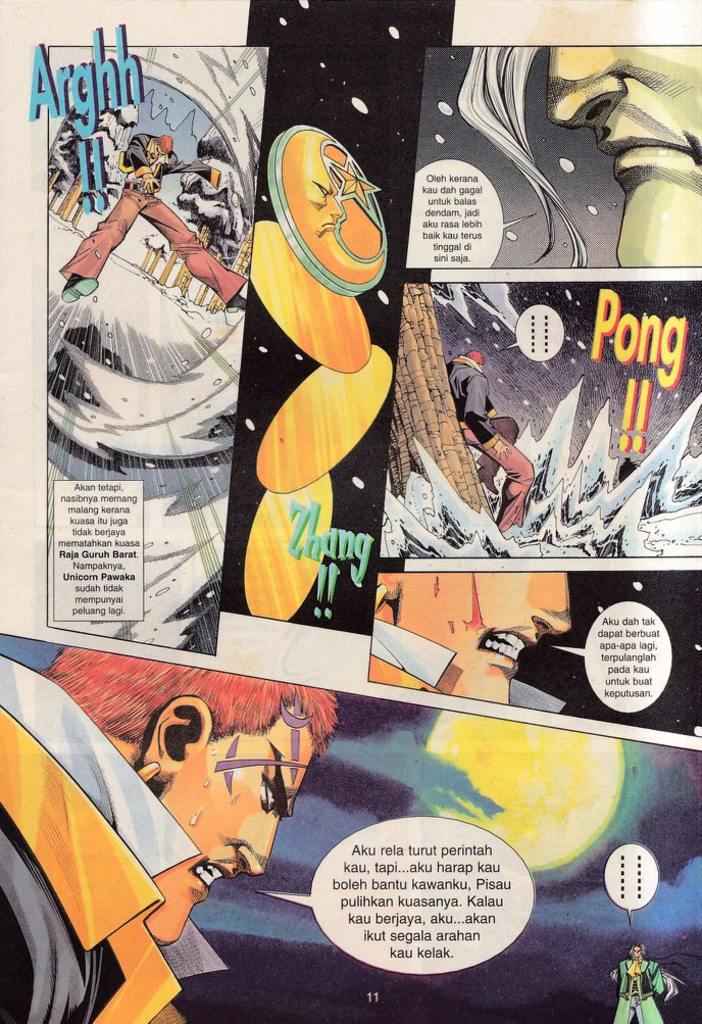 Arghh
!!
Oleh kerana
kau dah gagal
untuk balas
dendam, jadi
aku rasa lebih
baik kau terus
tinggal di
sini saja.
Pong
!!
Akan tetapi,
nasibnya memang
malang kerana
kuasa itu juga
tidak berjaya
mematahkan kuasa
Raja Guruh Barat.
Nampaknya,
Unicorn Pawaka
sudah tidak
mempunyai
peluang lagi.
Zhang
!!
Aku dah tak
dapat berbuat
apa-apa lagi,
terpulanglah
pada kau
untuk buat
keputusan.
Aku rela turut perintah
kau, tapi...aku harap kau
boleh bantu kawanku, Pisau
pulihkan kuasanya. Kalau
kau berjaya, aku...akan
ikut segala arahan
kau kelak.
11